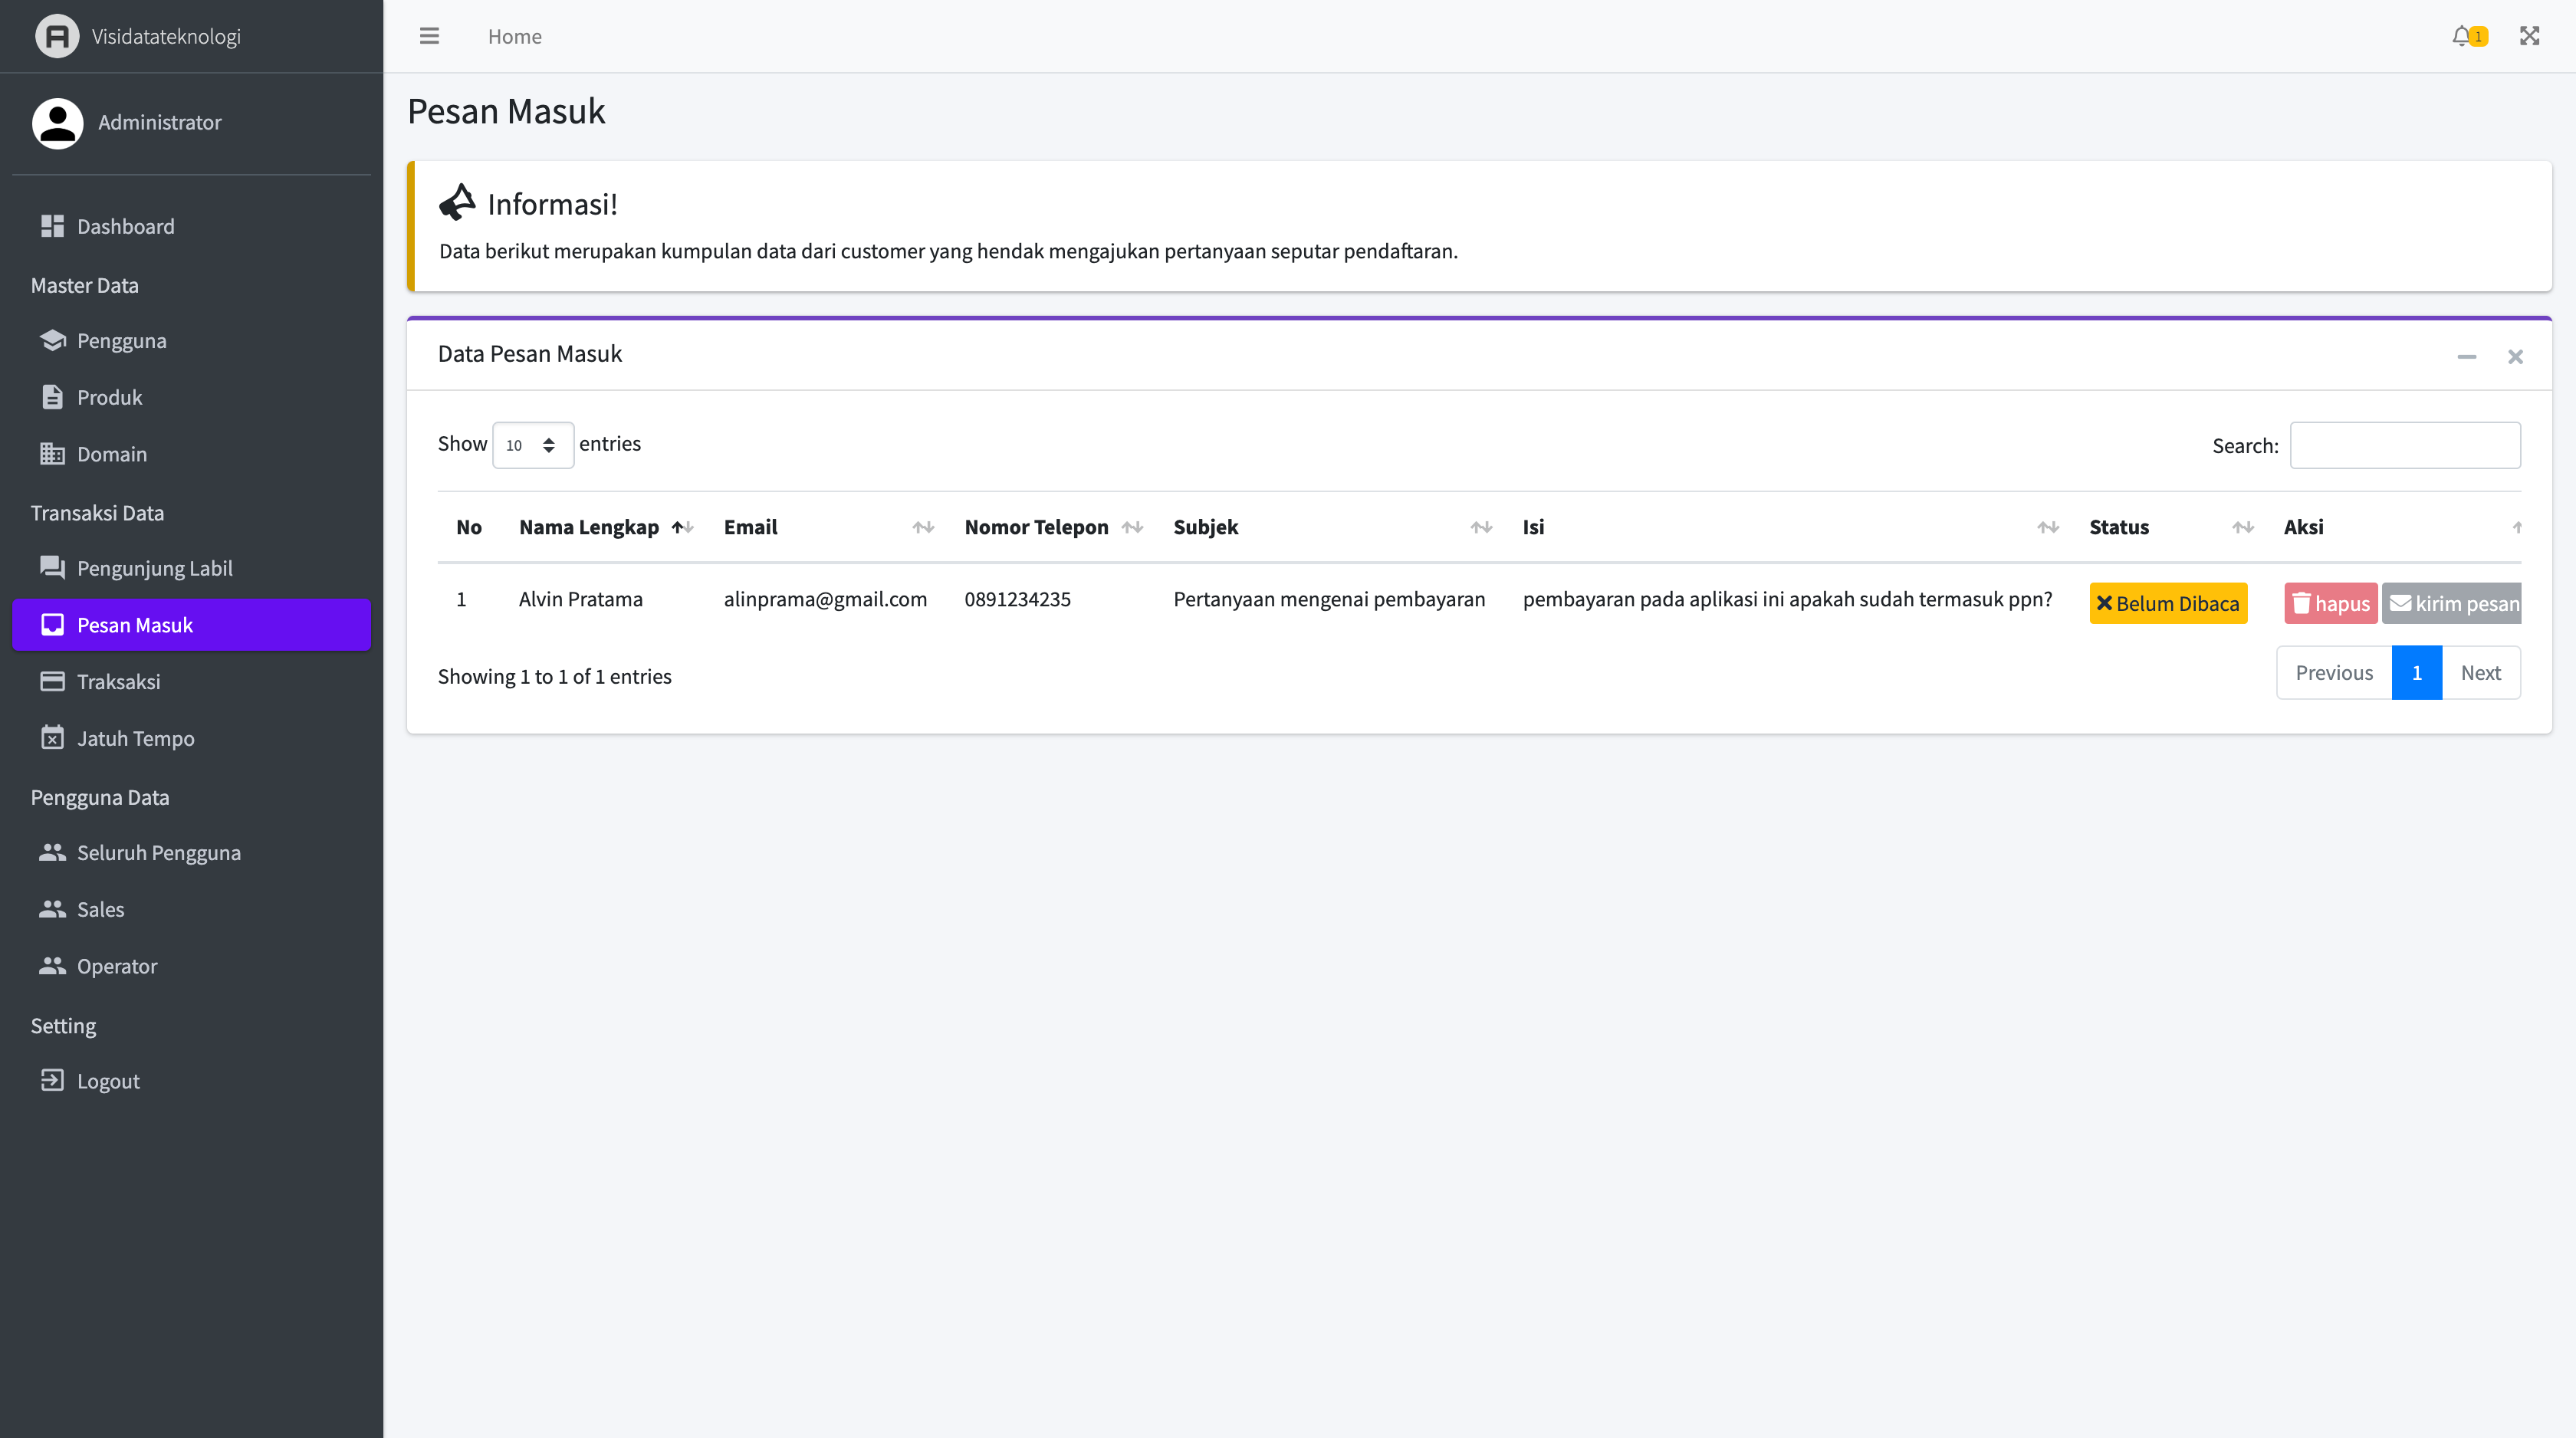 Visidatateknologi
Home
1
Administrator
Dashboard
Master Data
Pengguna
Produk
Domain
Transaksi Data
Pengunjung Labil
Pesan Masuk
Traksaksi
Jatuh Tempo
Pengguna Data
Seluruh Pengguna
Sales
Operator
Setting
Logout
Pesan Masuk
Informasi!
Data berikut merupakan kumpulan data dari customer yang hendak mengajukan pertanyaan seputar pendaftaran.
Data Pesan Masuk
Show 10 entries
Search:
No Nama Lengkap Email Nomor Telepon Subjek Isi Status Aksi
1 Alvin Pratama alinprama@gmail.com 0891234235 Pertanyaan mengenai pembayaran pembayaran pada aplikasi ini apakah sudah termasuk ppn? Belum Dibaca hapus kirim pesan
Showing 1 to 1 of 1 entries
Previous 1 Next